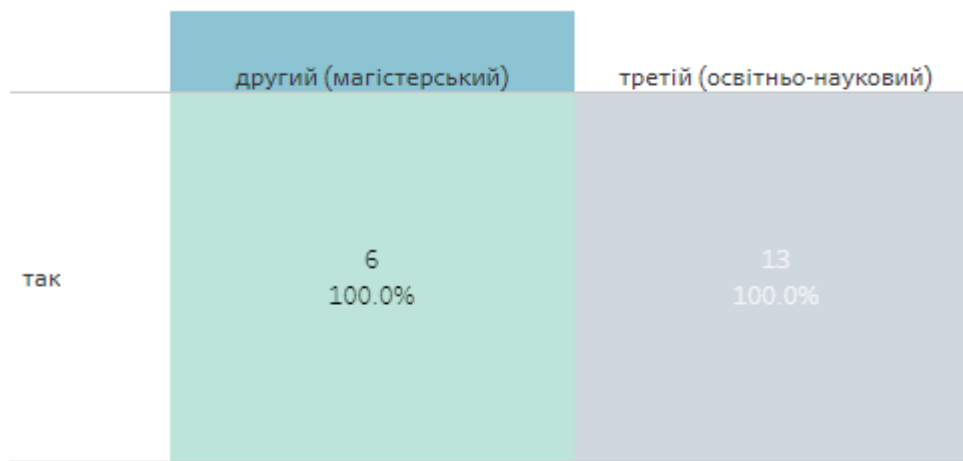 другий (магістерський) третій (освітньо-науковий)
так
6 13
100.0% 100.0%